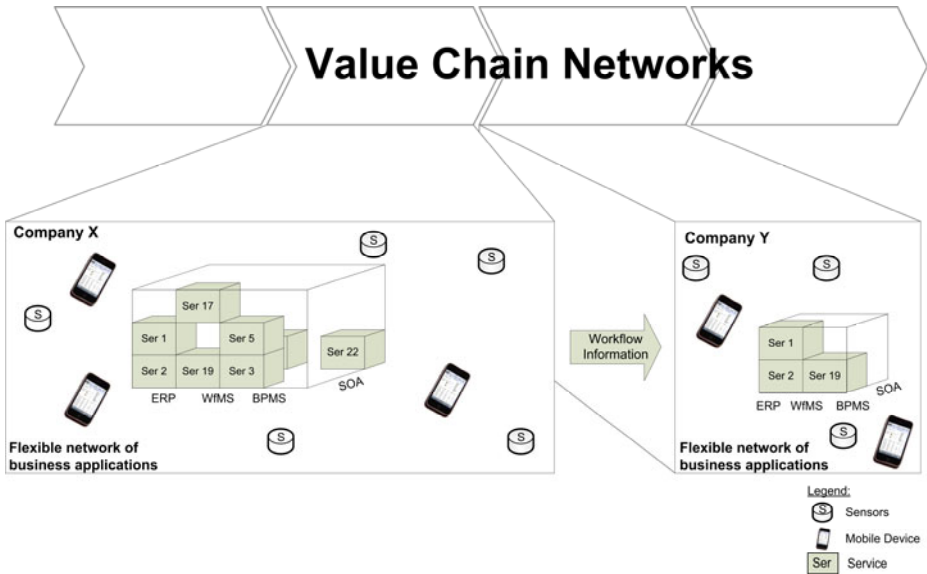 Value Chain Networks
Company X
S
S
S
Ser 17
Ser 1
Ser 5
Ser 22
Ser 2
Ser 19
Ser 3
SOA
ERP
WfMS
BPMS
S
S
Flexible network of
business applications
Workflow
Information
Company Y
S
S
Ser 1
Ser 2
Ser 19
SOA
ERP
WfMS
BPMS
S
Flexible network of
business applications
Legend:
S
Sensors
Mobile Device
Ser
Service